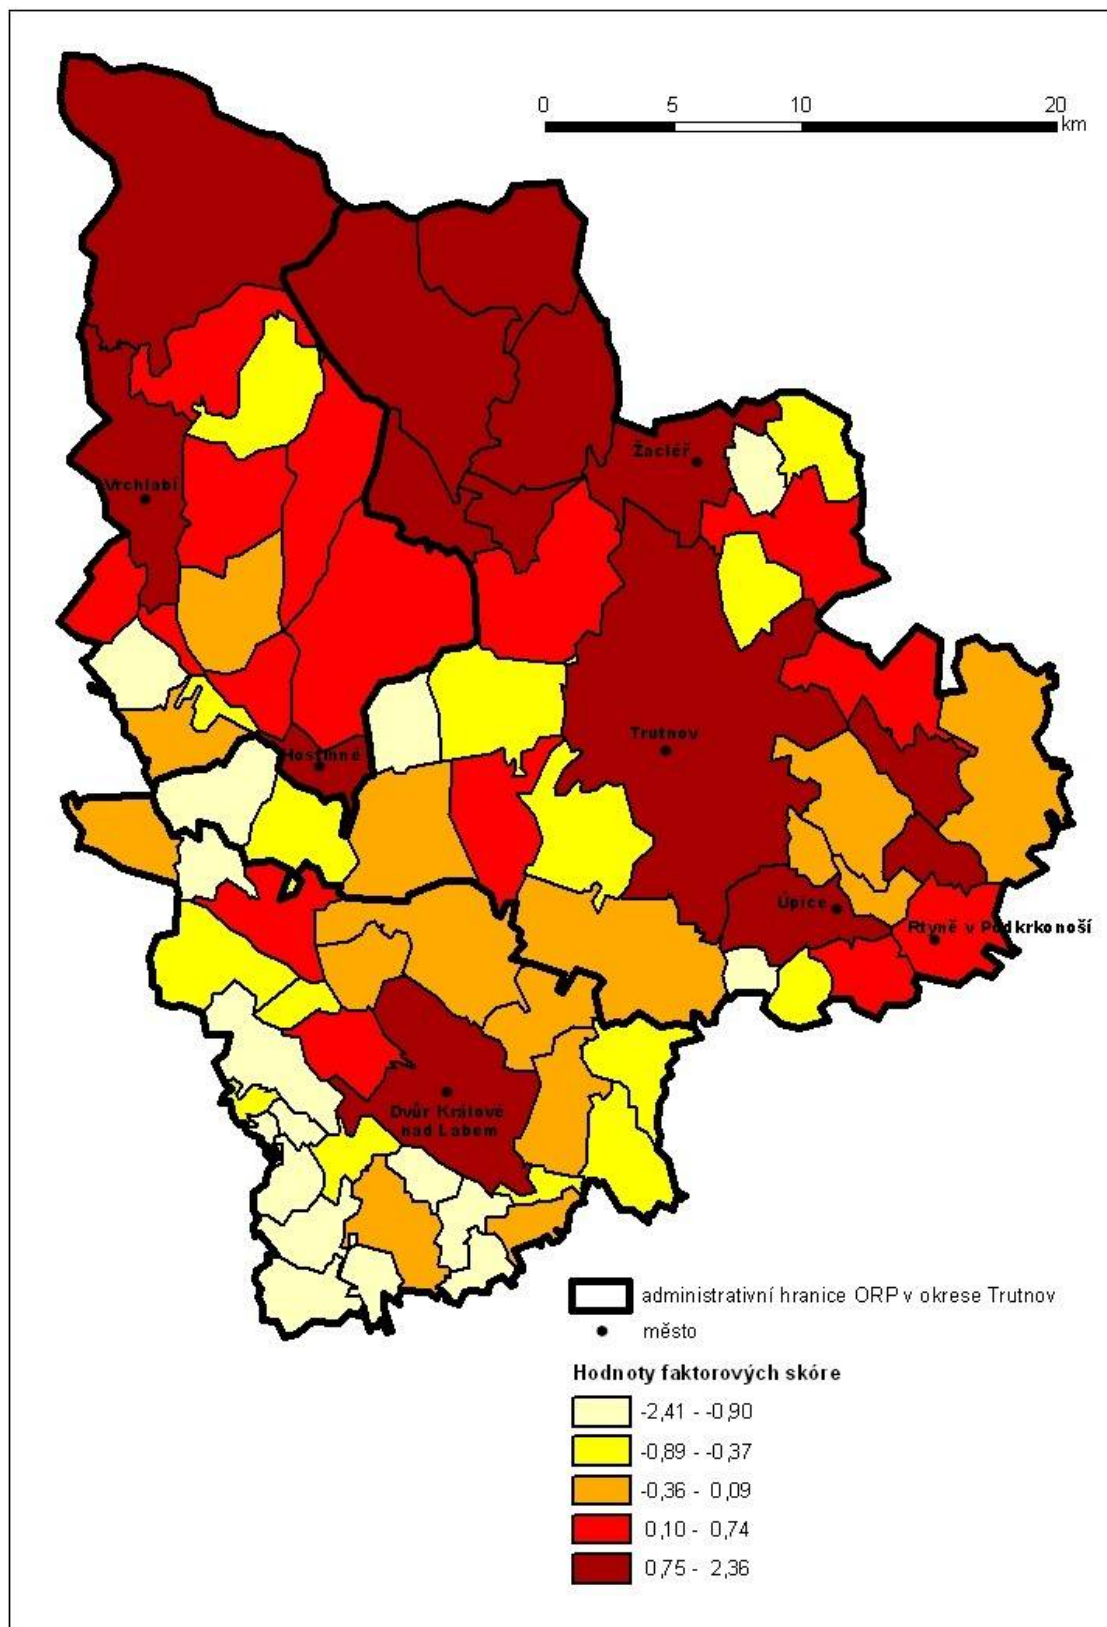 0 5 10 20
km
Žacléř
Vrchlabí
Trutnov
Hostinné
Úpice
Rtyně v Podkrkonoší
Dvůr Králové
nad Labem
administrativní hranice ORP v okrese Trutnov
město
Hodnoty faktorových skóre
-2,41 - -0,90
-0,89 - -0,37
-0,36 - 0,09
0,10 - 0,74
0,75 - 2,36